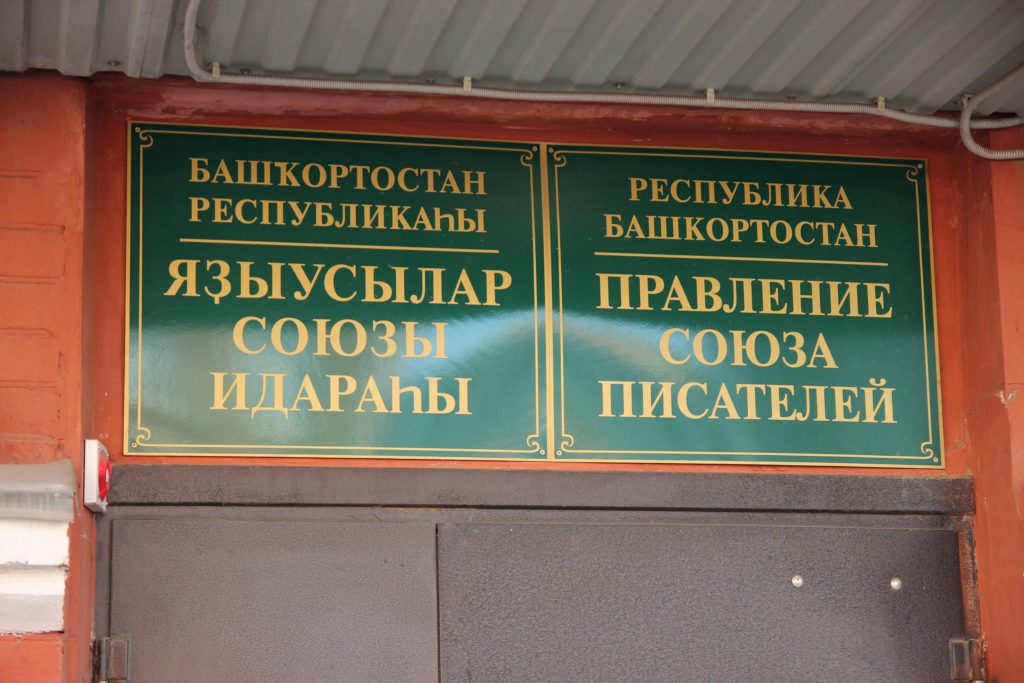 БАШҠОРТОСТАН
РЕСПУБЛИКАҺЫ
ЯҘЫУСЫЛАР
СОЮЗЫ
ИДАРАҺЫ
РЕСПУБЛИКА
БАШКОРТОСТАН
ПРАВЛЕНИЕ
СОЮЗА
ПИСАТЕЛЕЙ